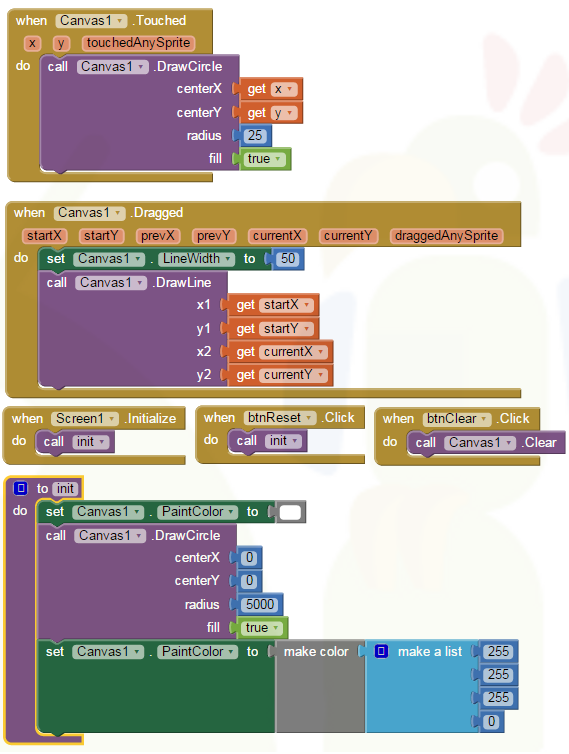 when Canvas1 .Touched
x y touchedAnySprite
do call Canvas1 .DrawCircle
centerX get x
centerY get y
radius 25
fill true
when Canvas1 .Dragged
startX startY prevX prevY currentX currentY draggedAnySprite
do set Canvas1 . LineWidth to 50
call Canvas1 .DrawLine
x1 get startX
y1 get startY
x2 get currentX
y2 get currentY
when Screen1 .Initialize
do call init
when btnReset .Click
do call init
when btnClear .Click
do call Canvas1 .Clear
to init
do set Canvas1 . PaintColor to
call Canvas1 .DrawCircle
centerX 0
centerY 0
radius 5000
fill true
set Canvas1 . PaintColor to make color make a list 255
255
255
0